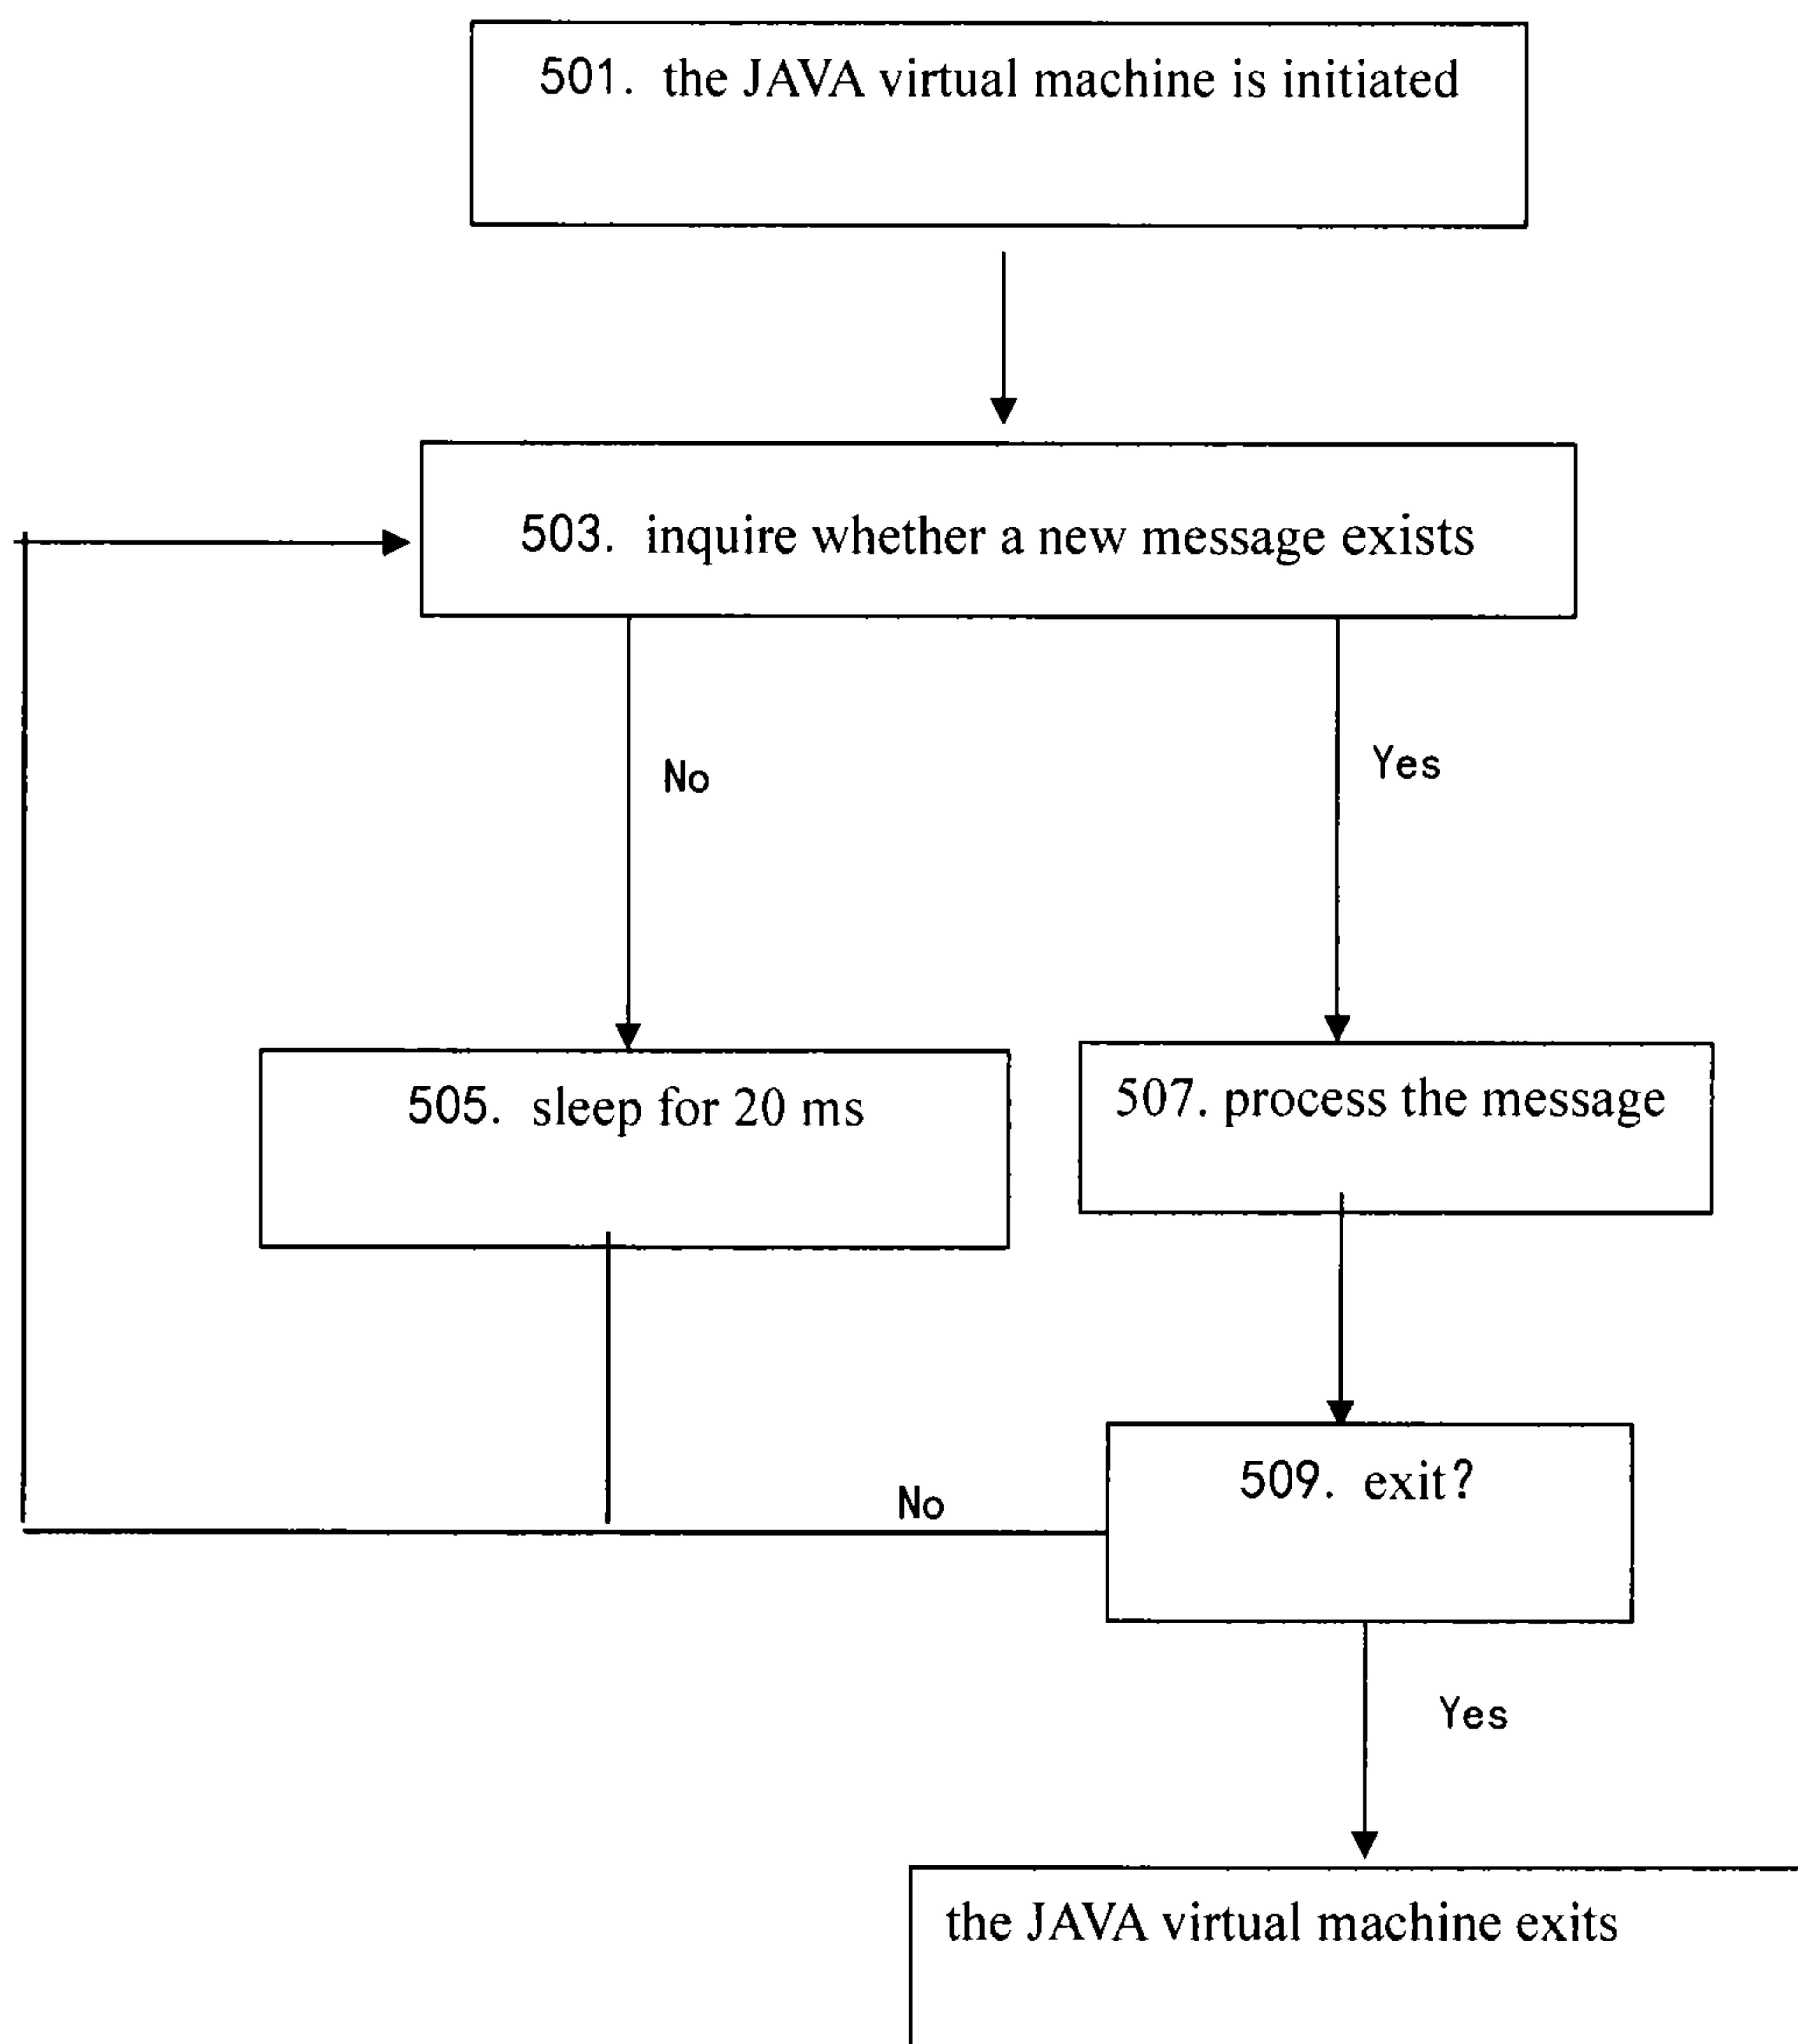 501. the JAVA virtual machine is initiated
503. inquire whether a new message exists
No
Yes
505. sleep for 20 ms
507. process the message
509. exit?
No
Yes
the JAVA virtual machine exits